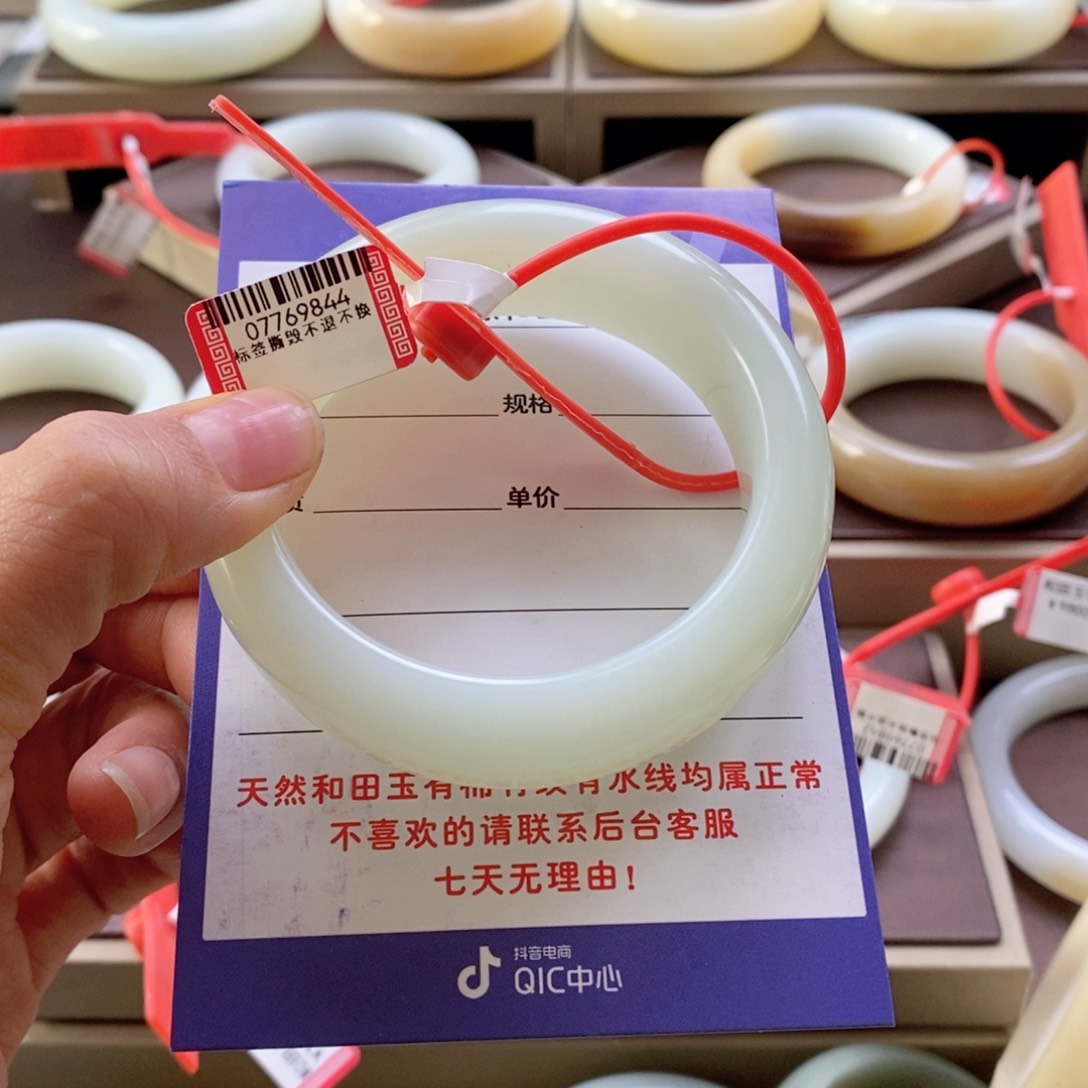 07769844
标签撕毁不退不换
规格
单价
天然和田玉有棉有纹有水线均属正常
不喜欢的请联系后台客服
七天无理由！
抖音电商
QIC中心